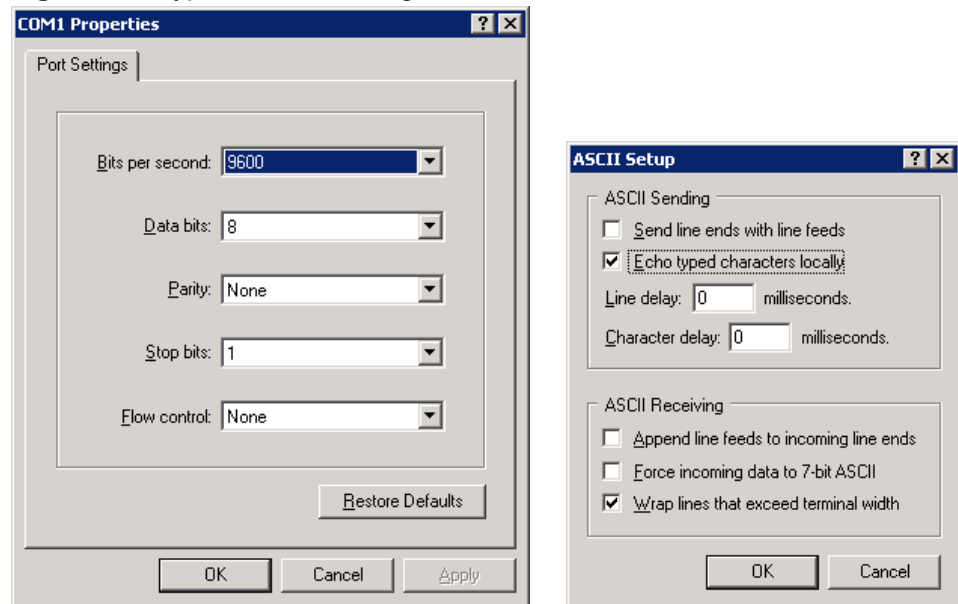 COM1 Properties
Port Settings
Bits per second: 9600
Data bits: 8
Parity: None
Stop bits: 1
Flow control: None
Restore Defaults
OK Cancel Apply
ASCII Setup
ASCII Sending
Send line ends with line feeds
Echo typed characters locally
Line delay: 0 milliseconds.
Character delay: 0 milliseconds.
ASCII Receiving
Append line feeds to incoming line ends
Force incoming data to 7-bit ASCII
Wrap lines that exceed terminal width
OK Cancel